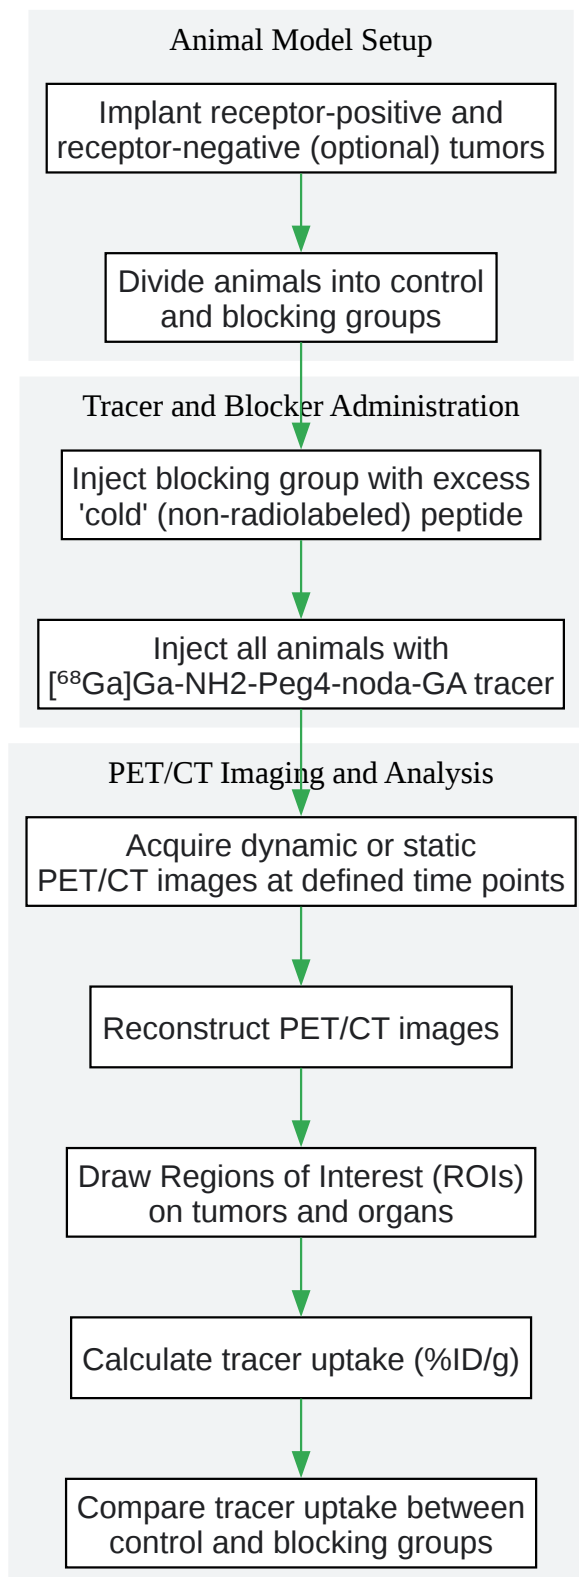 Animal Model Setup
Implant receptor-positive and
receptor-negative (optional) tumors
Divide animals into control
and blocking groups
Tracer and Blocker Administration
Inject blocking group with excess
'cold' (non-radiolabeled) peptide
Inject all animals with
[⁶⁸Ga]Ga-NH2-Peg4-noda-GA tracer
PET/CT Imaging and Analysis
Acquire dynamic or static
PET/CT images at defined time points
Reconstruct PET/CT images
Draw Regions of Interest (ROIs)
on tumors and organs
Calculate tracer uptake (%ID/g)
Compare tracer uptake between
control and blocking groups